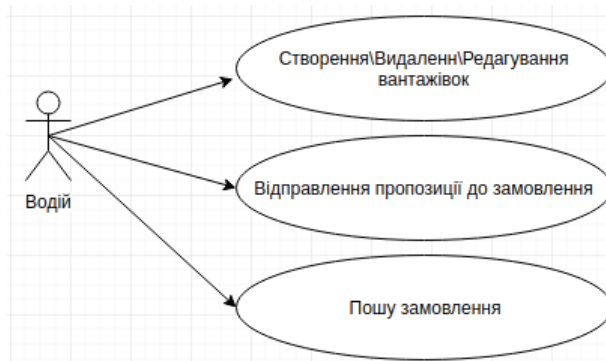 Створення\Видаленн\Редагування
вантажівок
Водій
Відправлення пропозиції до замовлення
Пошу замовлення